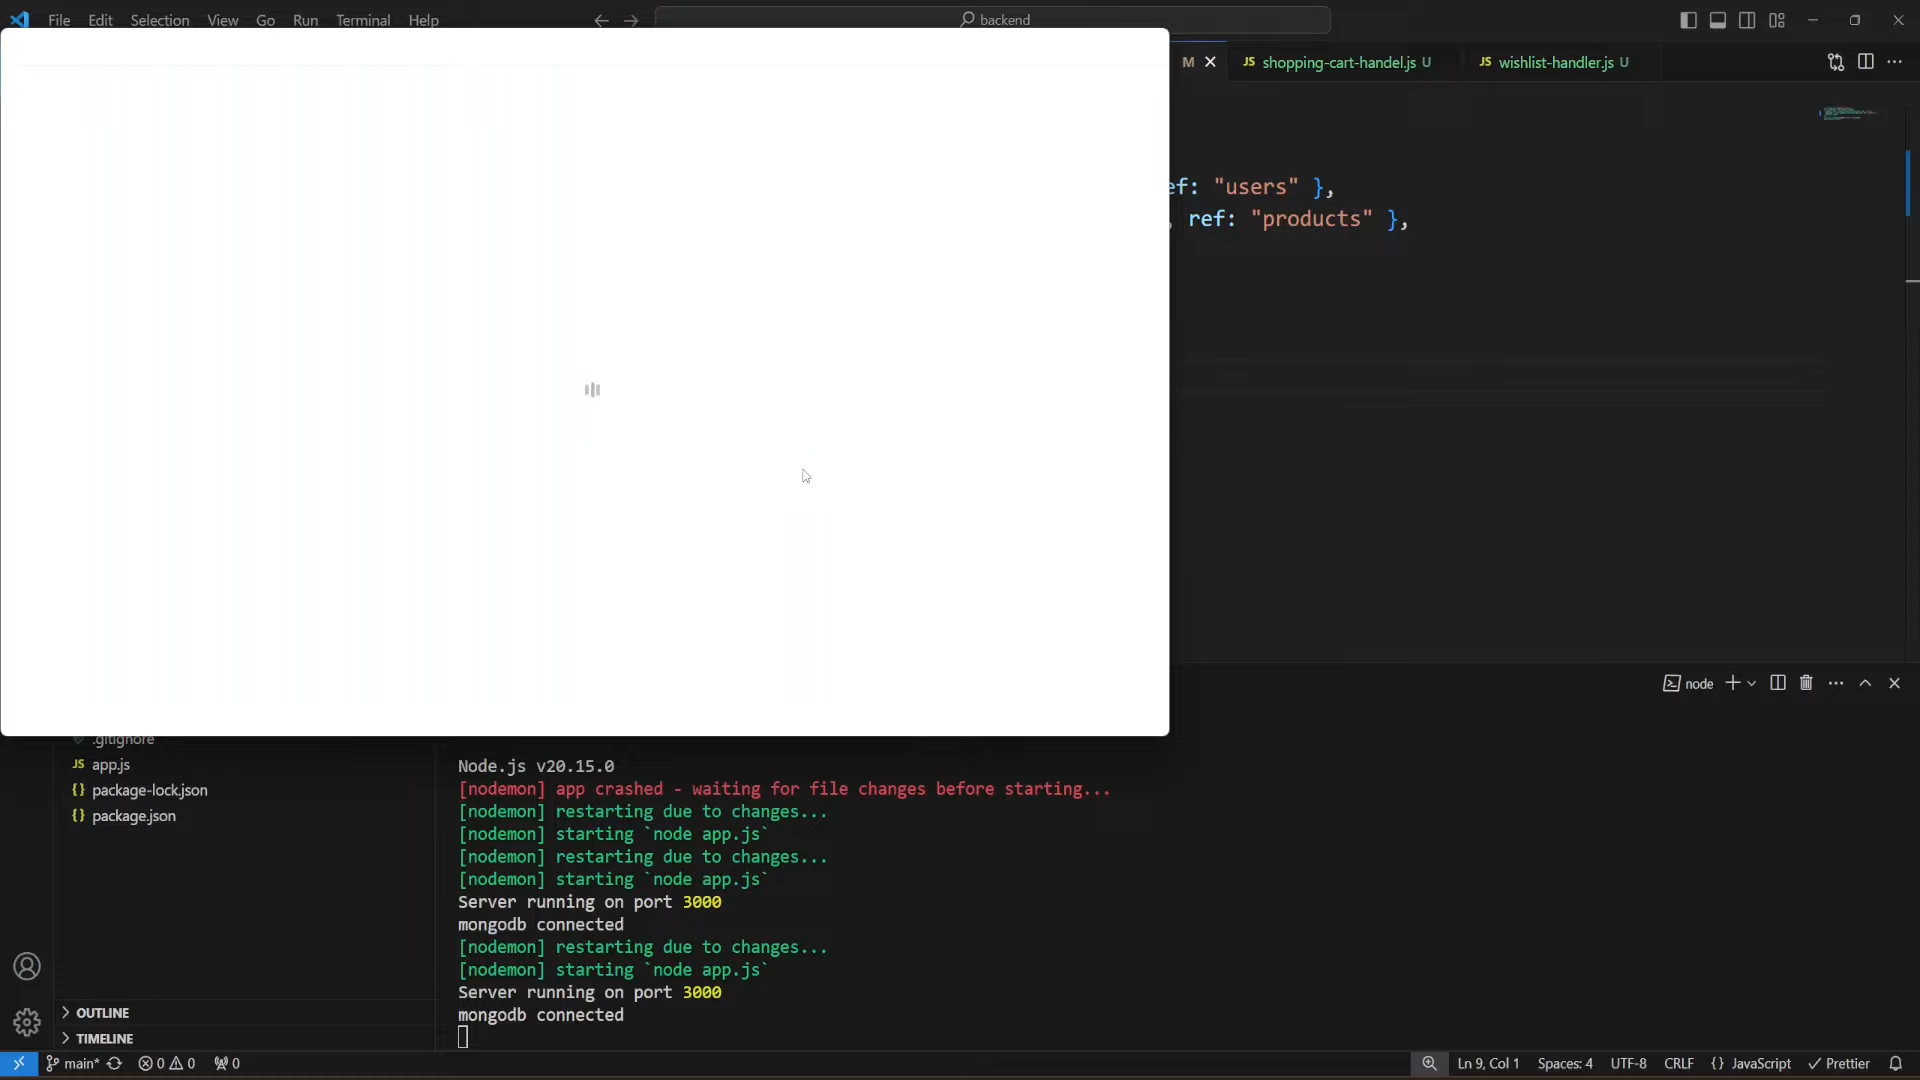 File Edit Selection View Go Run Terminal Help
backend
M
JS shopping-cart-handel.js U
JS wishlist-handler.js U
ef: "users" },
, ref: "products" },
node
.gitignore
JS app.js
{} package-lock.json
{} package.json
Node.js v20.15.0
[nodemon] app crashed - waiting for file changes before starting...
[nodemon] restarting due to changes...
[nodemon] starting `node app.js`
[nodemon] restarting due to changes...
[nodemon] starting `node app.js`
Server running on port 3000
mongodb connected
[nodemon] restarting due to changes...
[nodemon] starting `node app.js`
Server running on port 3000
mongodb connected
OUTLINE
TIMELINE
main* 0 0 0
Ln 9, Col 1 Spaces: 4 UTF-8 CRLF {} JavaScript Prettier